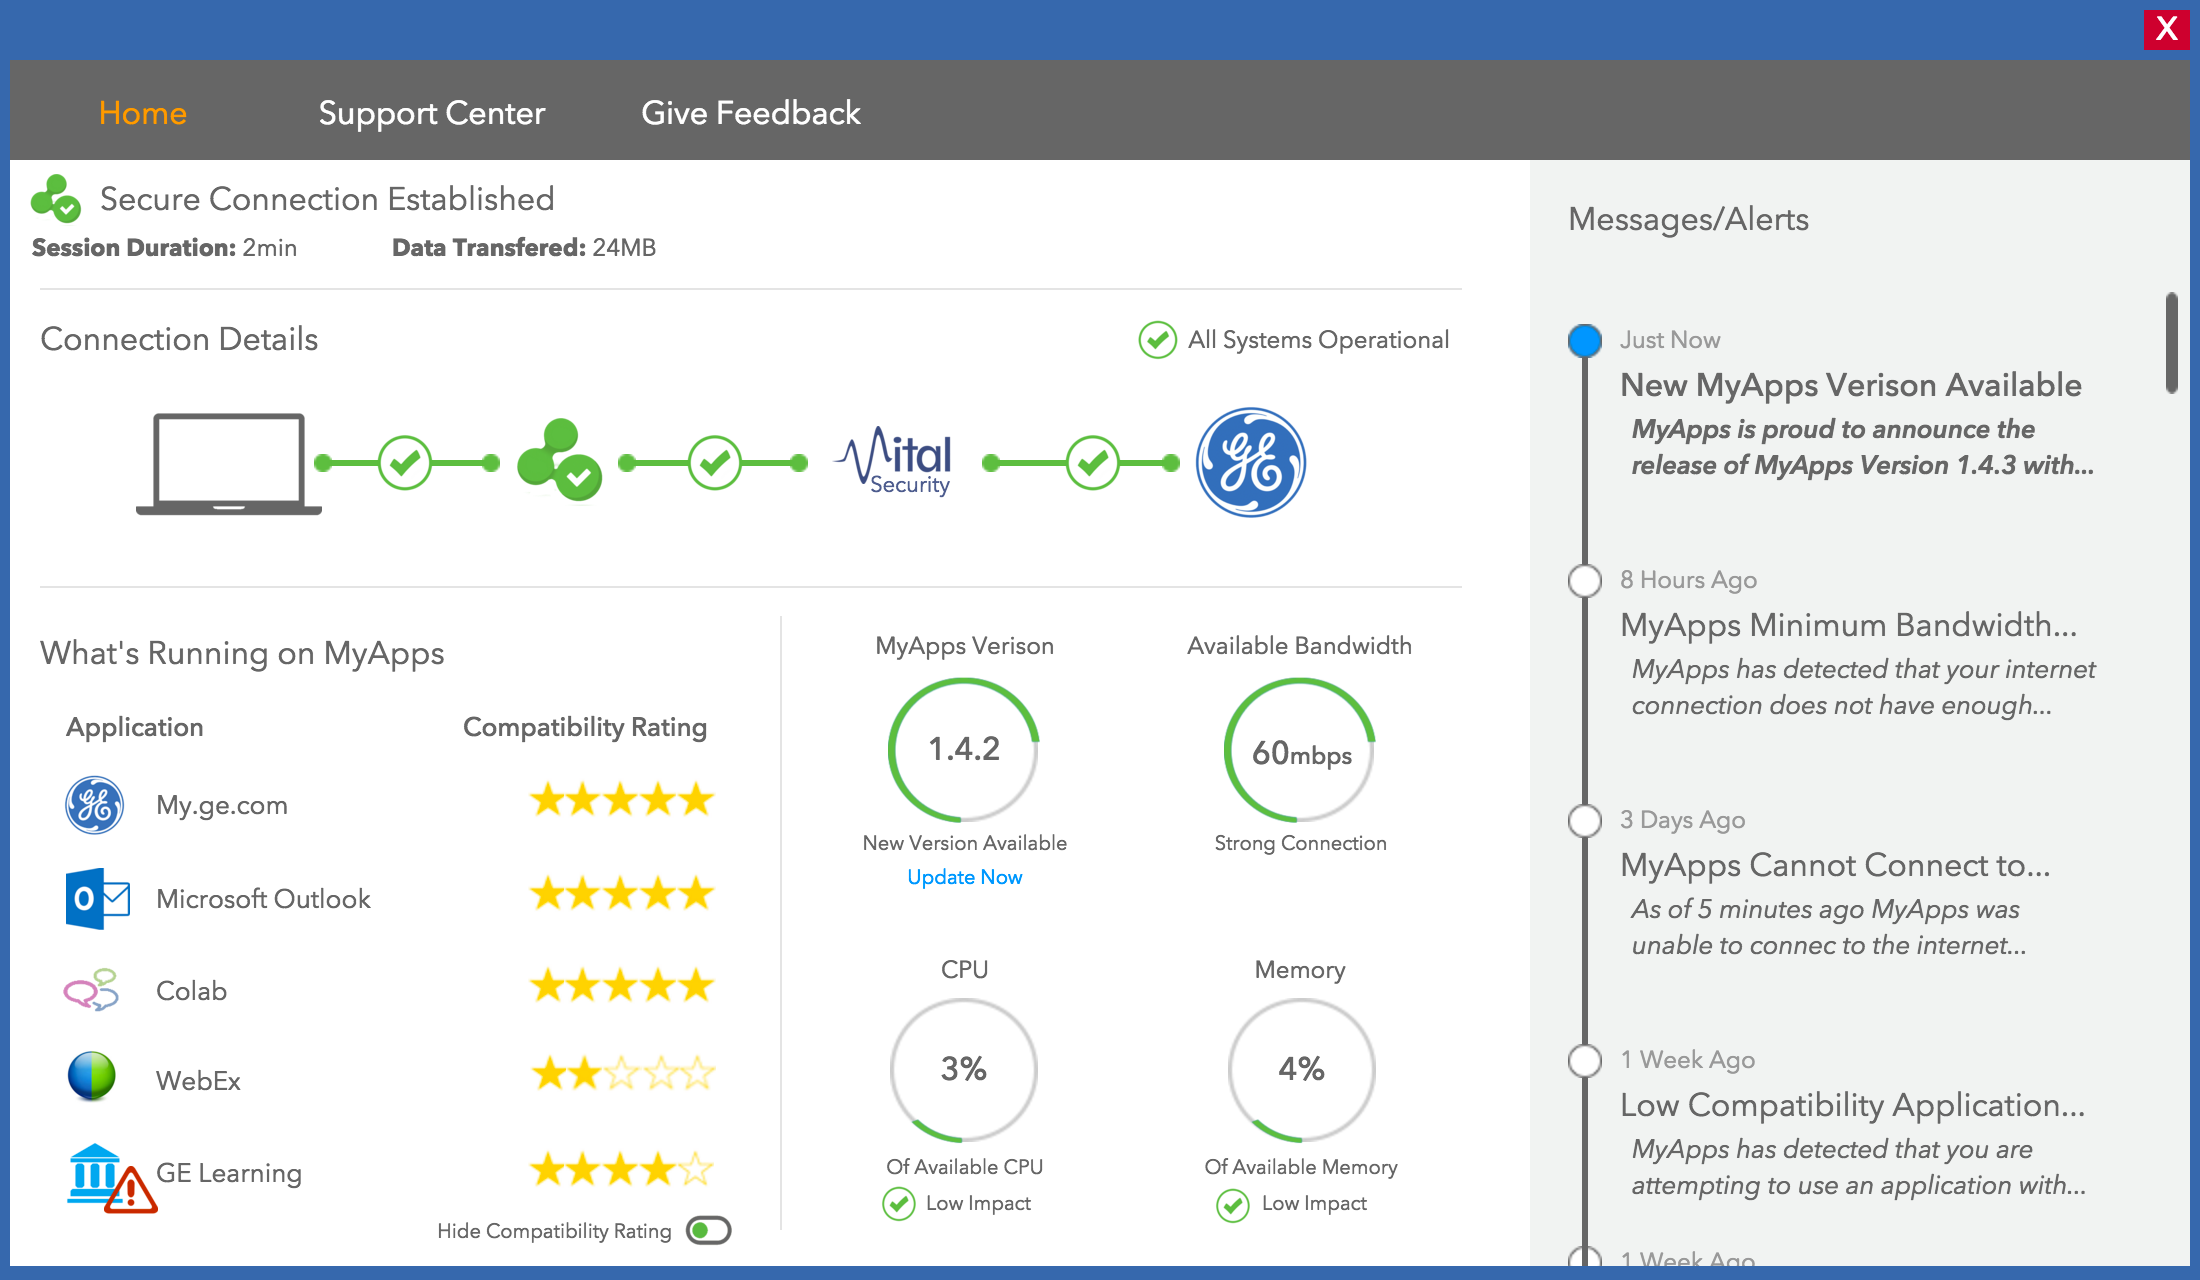 X
Home
Support Center
Give Feedback
Secure Connection Established
Session Duration: 2min
Data Transfered: 24MB
Connection Details
All Systems Operational
Vital
Security
GE
What's Running on MyApps
Application
Compatibility Rating
GE
My.ge.com
O
Microsoft Outlook
Colab
WebEx
!
GE Learning
Hide Compatibility Rating
MyApps Verison
1.4.2
New Version Available
Update Now
Available Bandwidth
60mbps
Strong Connection
CPU
3%
Of Available CPU
Low Impact
Memory
4%
Of Available Memory
Low Impact
Messages/Alerts
Just Now
New MyApps Verison Available
MyApps is proud to announce the
release of MyApps Version 1.4.3 with...
8 Hours Ago
MyApps Minimum Bandwidth...
MyApps has detected that your internet
connection does not have enough...
3 Days Ago
MyApps Cannot Connect to...
As of 5 minutes ago MyApps was
unable to connec to the internet...
1 Week Ago
Low Compatibility Application...
MyApps has detected that you are
attempting to use an application with...
1 Week Ago